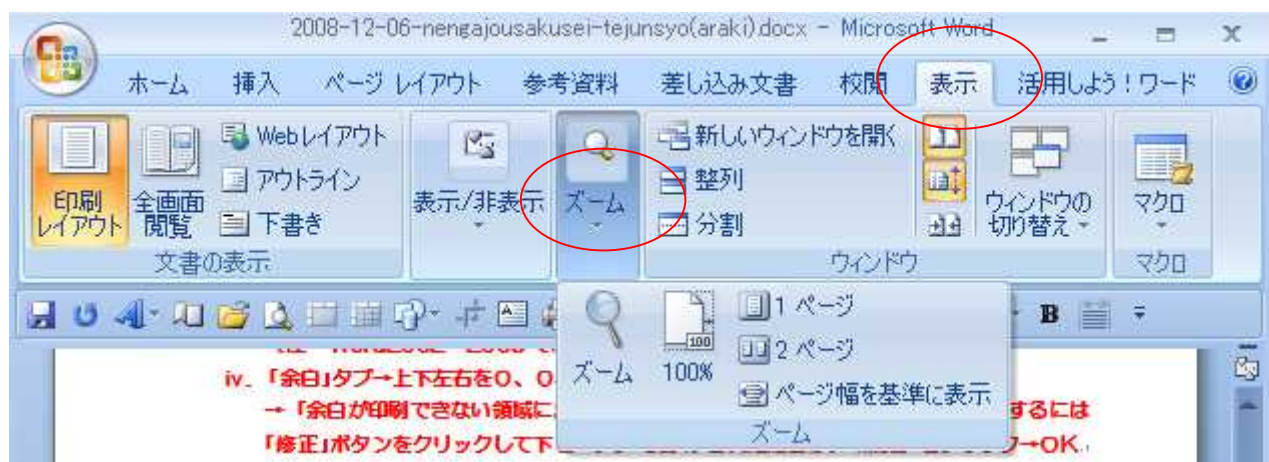 2008-12-06-nengajousakusei-tejunsyo(araki).docx - Microsoft Word
ホーム 挿入 ページ レイアウト 参考資料 差し込み文書 校閲 表示 活用しよう!ワード
印刷レイアウト
全画面閲覧
Webレイアウト
アウトライン
下書き
文書の表示
表示/非表示
ズーム
新しいウィンドウを開く
整列
分割
ウィンドウの切り替え
ウィンドウ
マクロ
マクロ
B
ズーム
100
100%
1 ページ
2 ページ
ページ幅を基準に表示
ズーム
iv. 「余白」タブ→上下左右を0、0
→「余白が印刷できない領域に するには
「修正」ボタンをクリックして下 →OK.